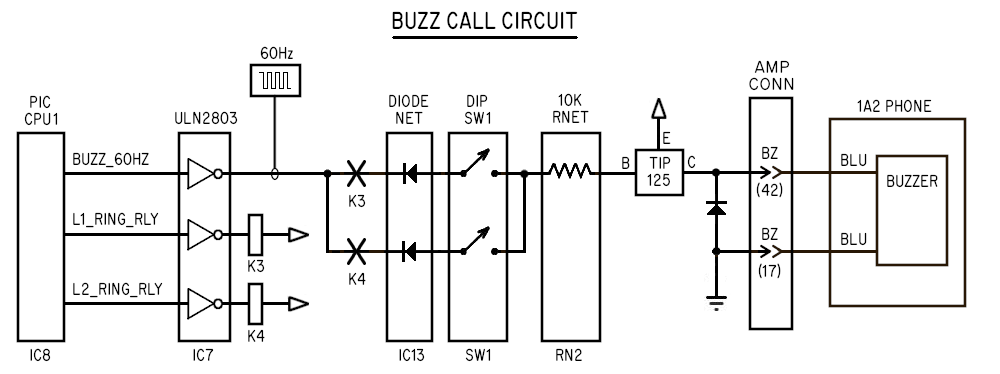 BUZZ CALL CIRCUIT
60Hz
PIC
CPU1
ULN2803
DIODE
NET
DIP
SW1
10K
RNET
AMP
CONN
1A2 PHONE
BUZZ_60HZ
L1_RING_RLY
L2_RING_RLY
K3
K4
K3
K4
B
TIP
125
E
C
BZ
(42)
BZ
(17)
BLU
BLU
BUZZER
IC8
IC7
IC13
SW1
RN2